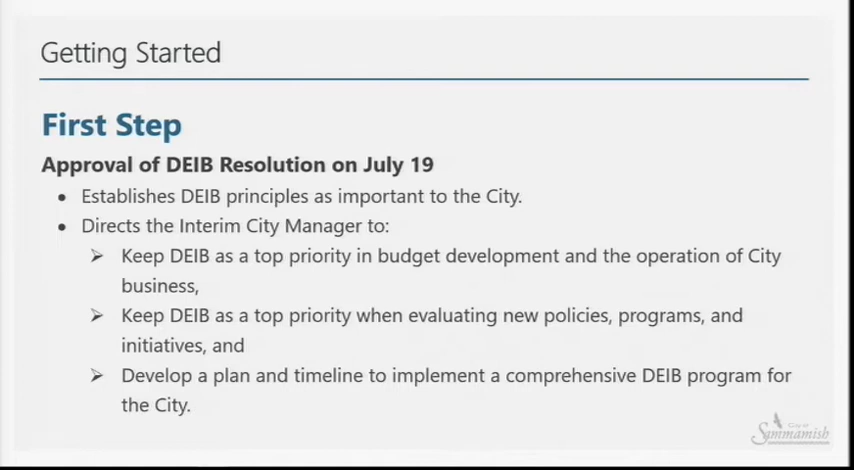 Getting Started
First Step
Approval of DEIB Resolution on July 19
• Establishes DEIB principles as important to the City.
• Directs the Interim City Manager to:
➢ Keep DEIB as a top priority in budget development and the operation of City
business,
➢ Keep DEIB as a top priority when evaluating new policies, programs, and
initiatives, and
➢ Develop a plan and timeline to implement a comprehensive DEIB program for
the City.
City of
Sammamish